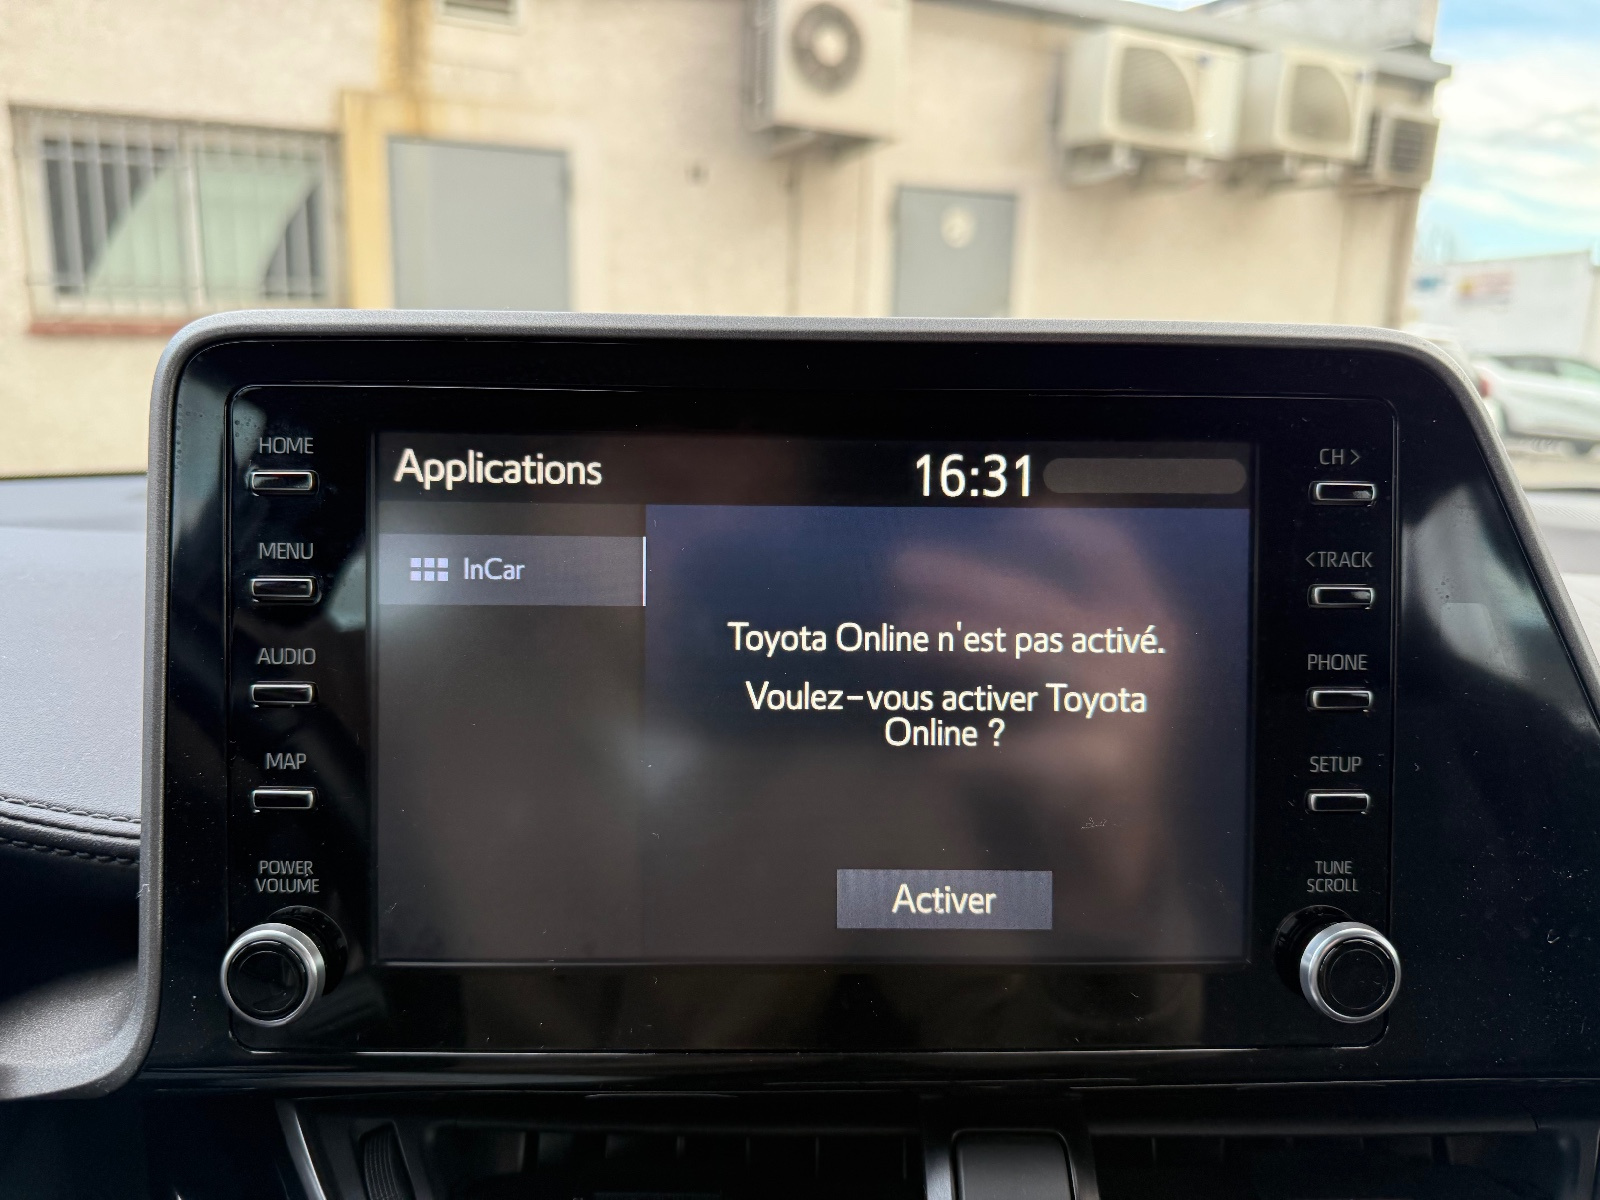 HOME
MENU
AUDIO
MAP
POWER
VOLUME
Applications
16:31
InCar
Toyota Online n'est pas activé.
Voulez-vous activer Toyota
Online ?
Activer
CH >
<TRACK
PHONE
SETUP
TUNE
SCROLL